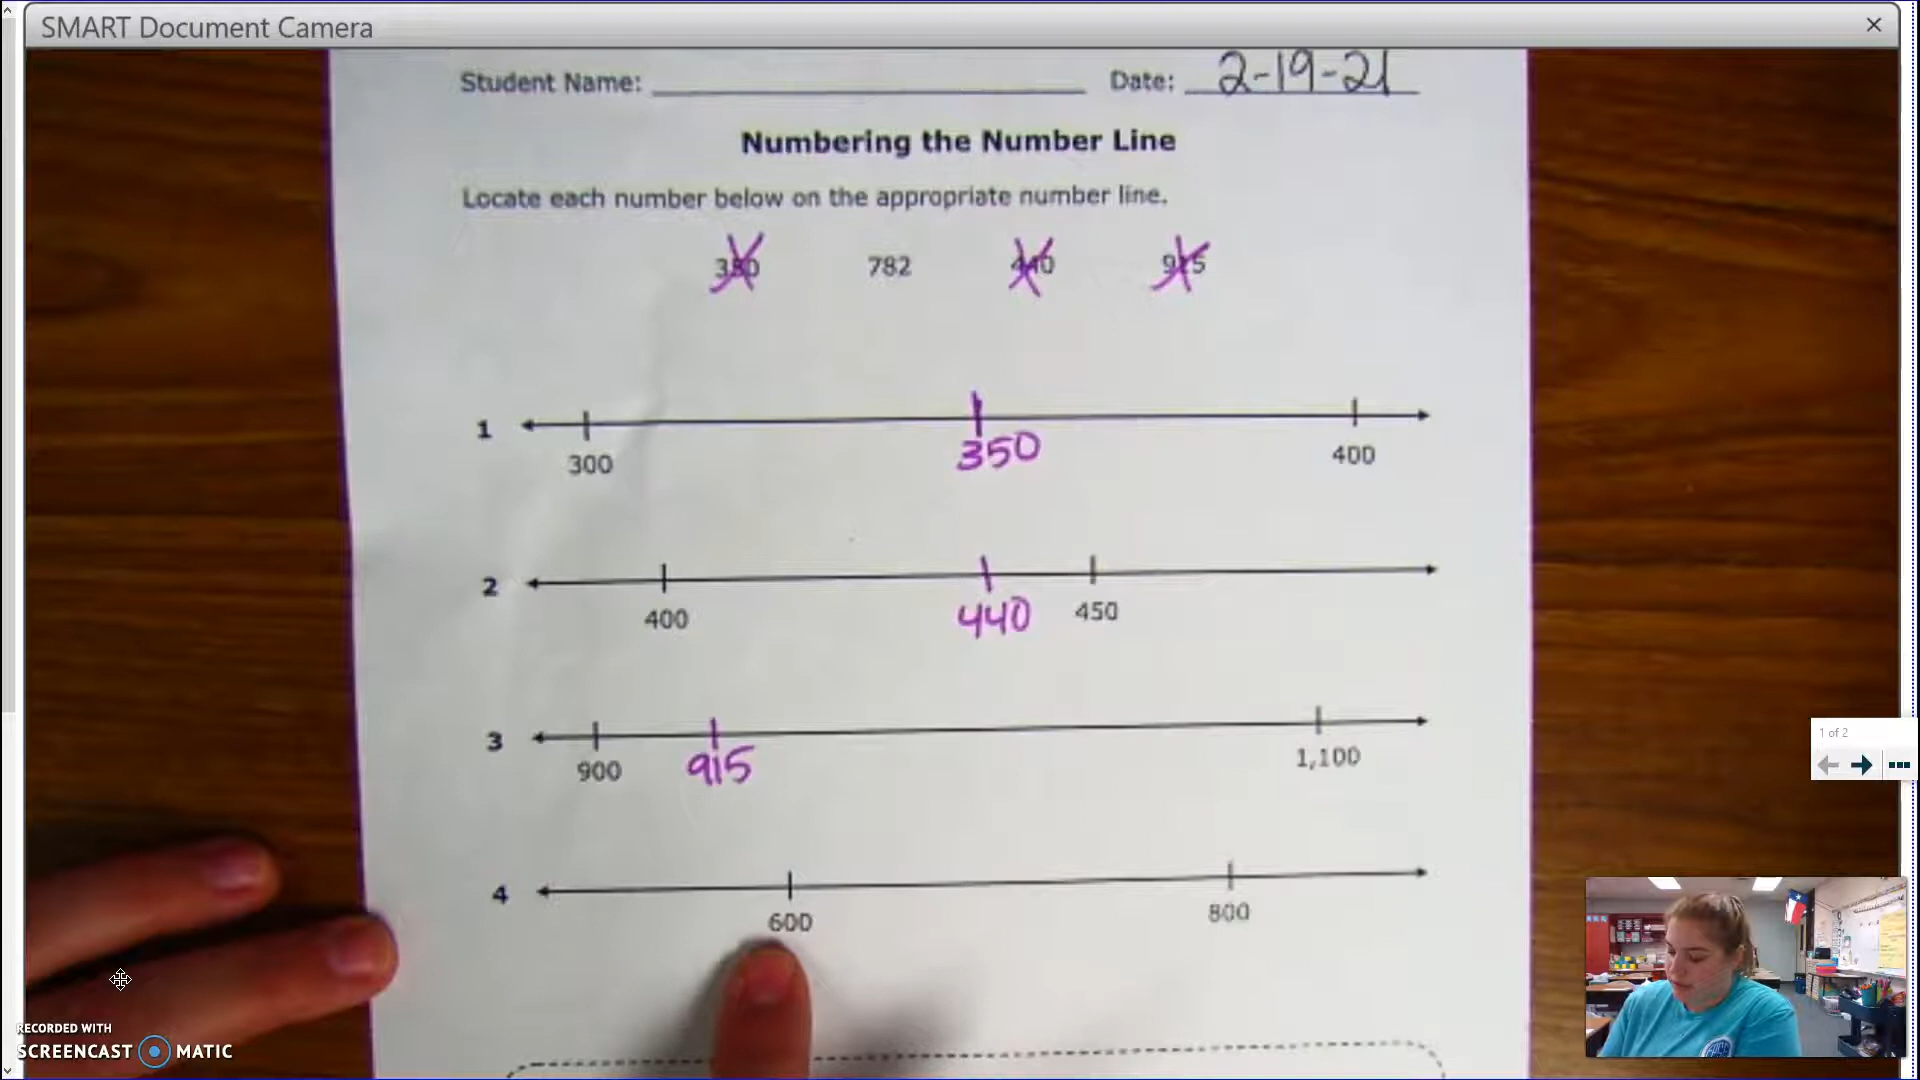 SMART Document Camera
Student Name: Date: 2-19-21
Numbering the Number Line
Locate each number below on the appropriate number line.
350 782 440 915
1
300 350 400
2
400 440 450
3
900 915 1,100
4
600 800
1 of 2
RECORDED WITH
SCREENCAST MATIC